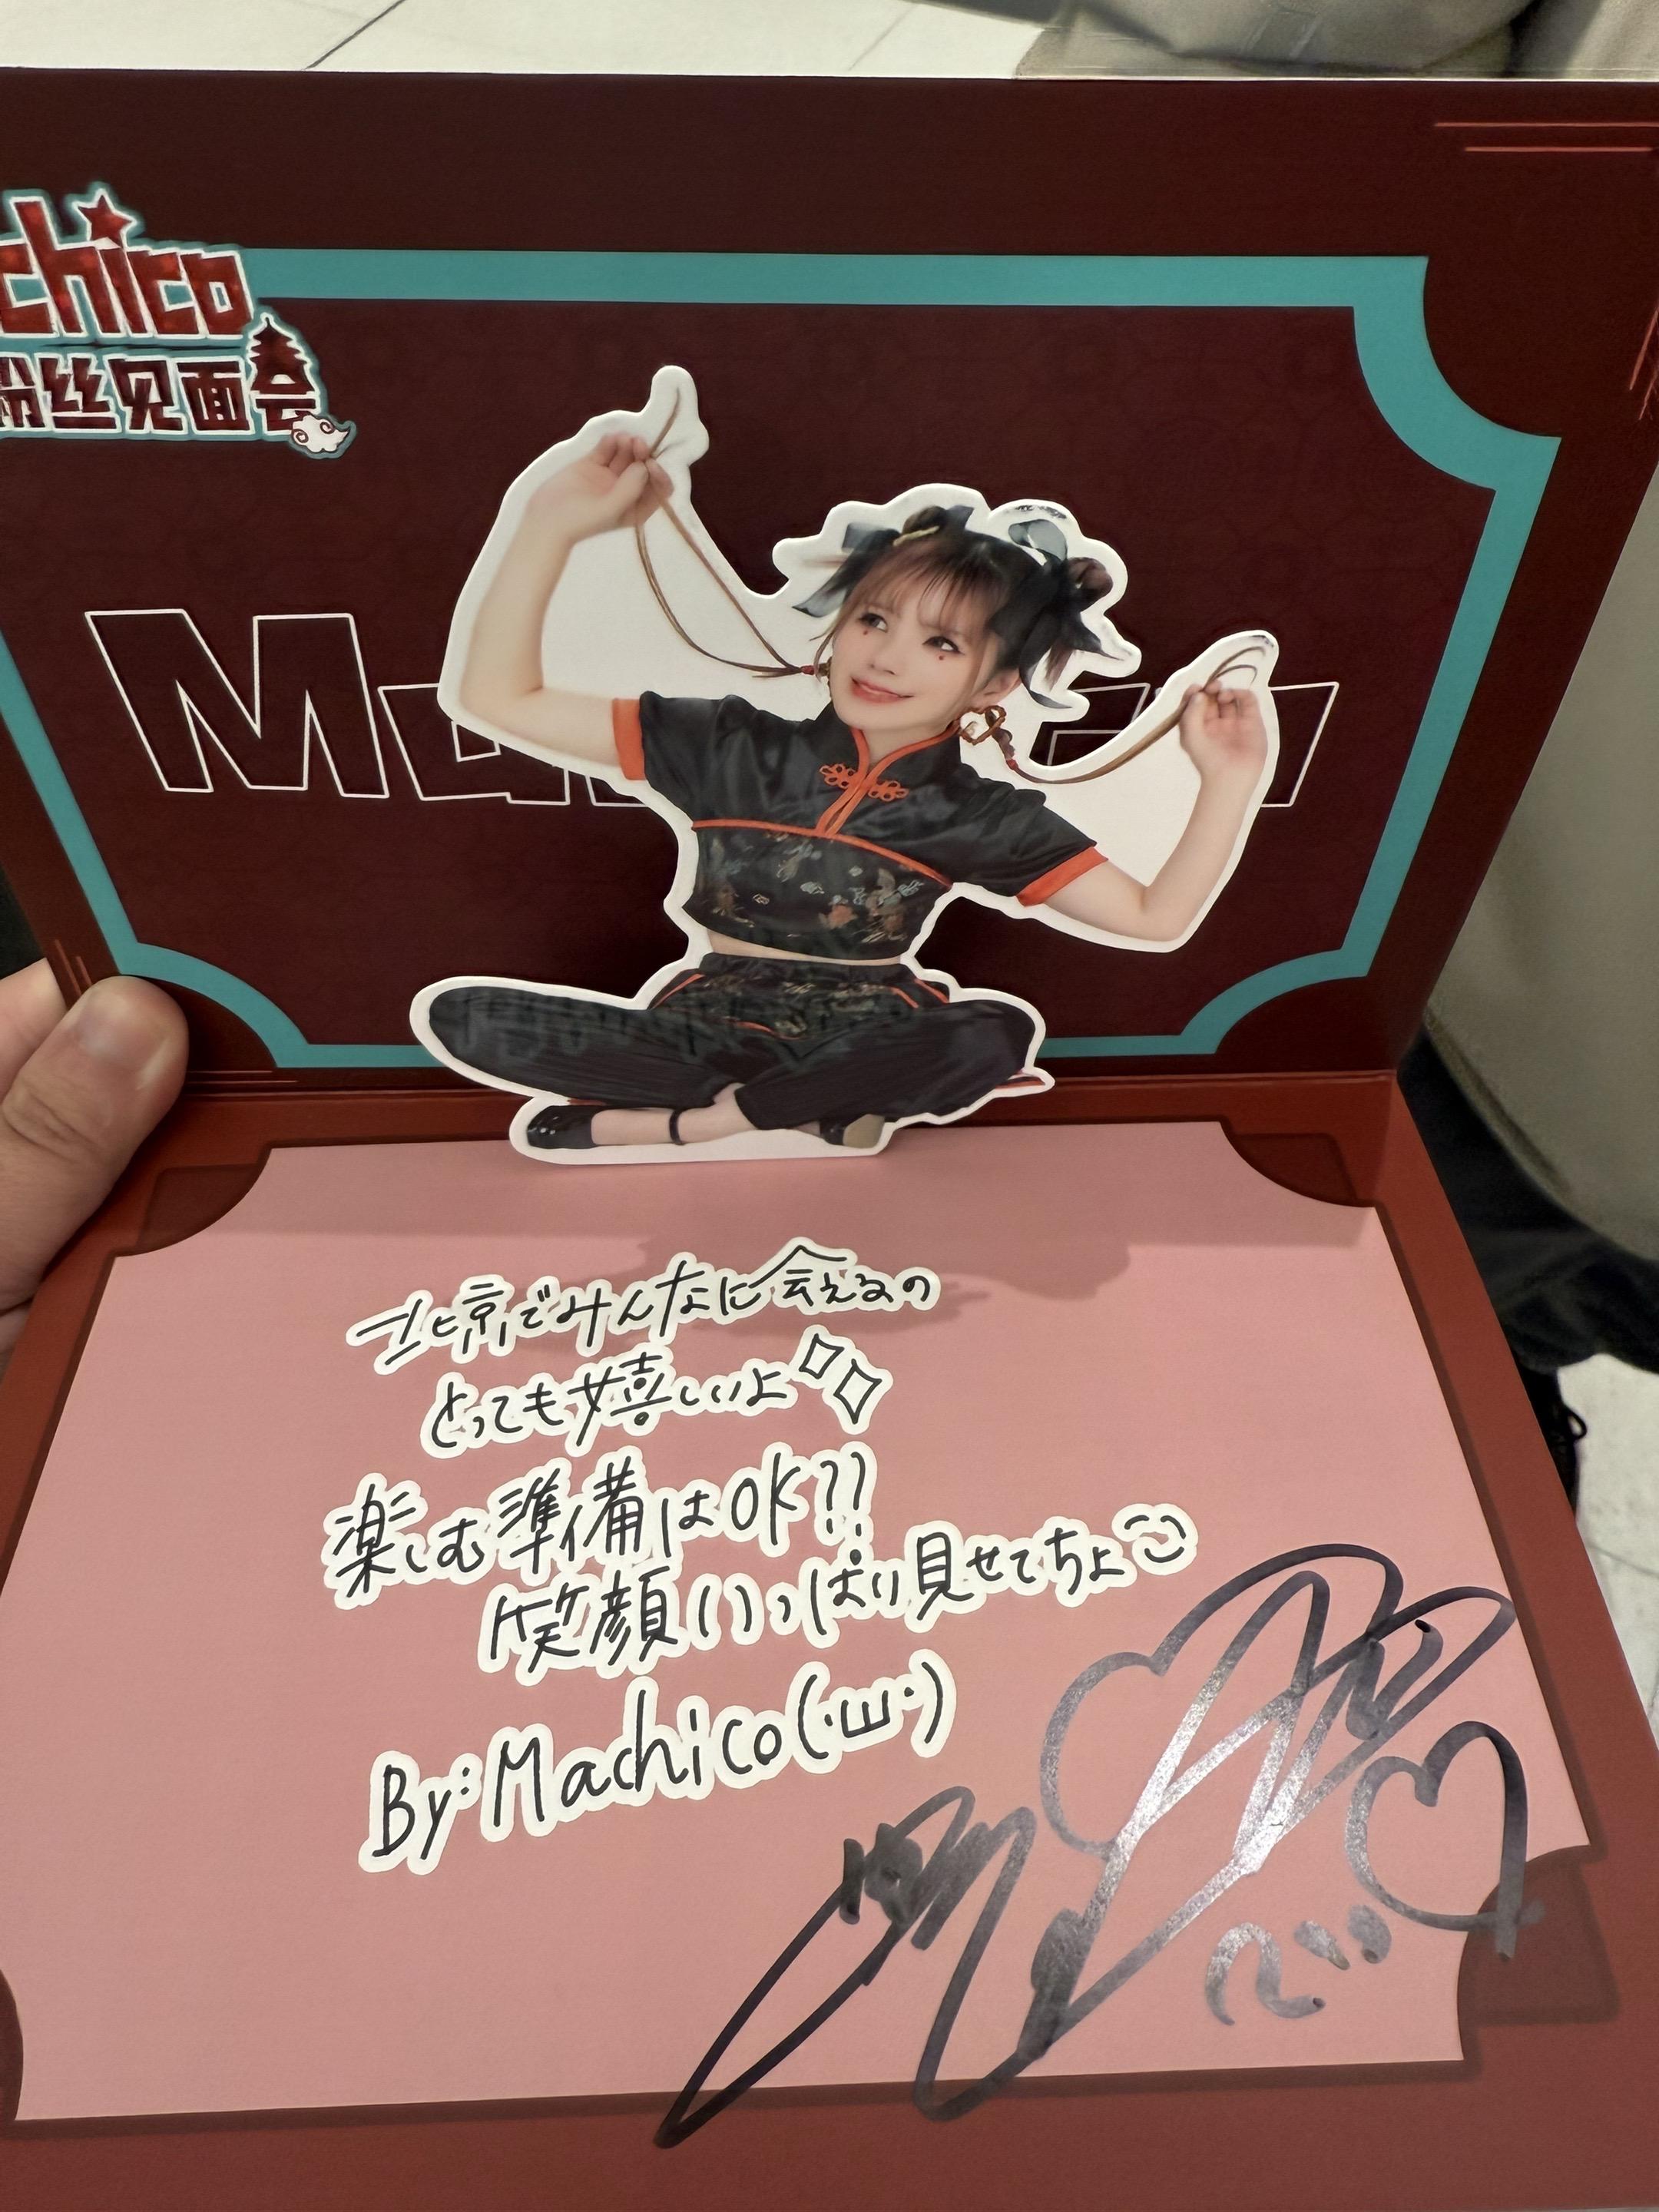 chico
粉丝见面会
北京でみんなに会えるの
とっても嬉しいよ
楽しむ準備はOK??
笑顔いっぱい見せてちょ
By:Machico(・ш・)